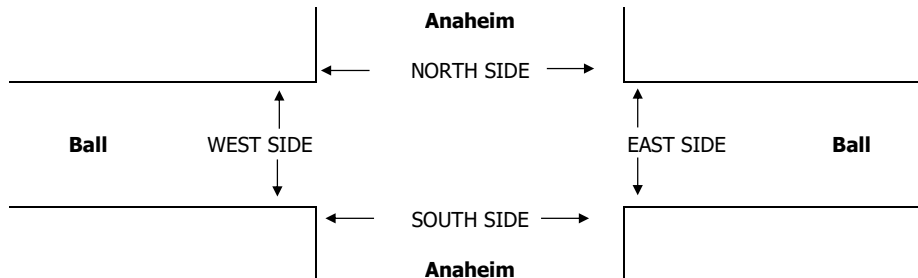 Anaheim
NORTH SIDE
Ball WEST SIDE EAST SIDE Ball
SOUTH SIDE
Anaheim